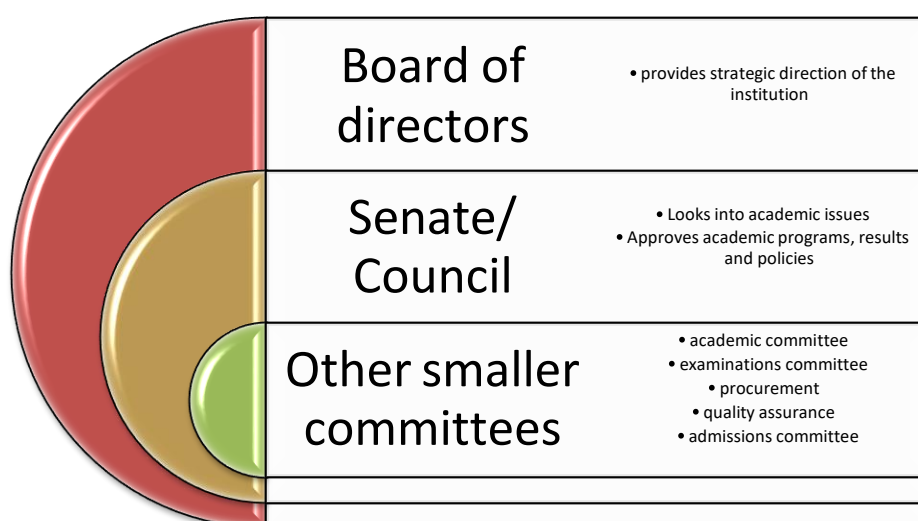 Board of
directors
• provides strategic direction of the
institution
Senate/
Council
• Looks into academic issues
• Approves academic programs, results
and policies
Other smaller
committees
• academic committee
• examinations committee
• procurement
• quality assurance
• admissions committee